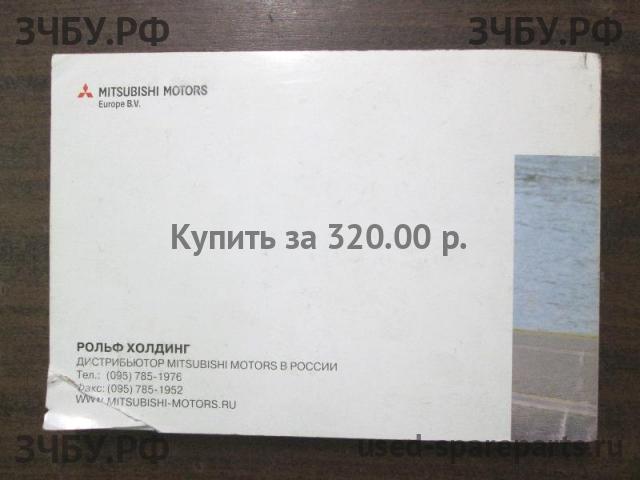 ЗЧБУ.РФ
ЗЧБУ.РФ
MITSUBISHI MOTORS
Europe B.V.
Купить за 320.00 р.
РОЛЬФ ХОЛДИНГ
ДИСТРИБЬЮТОР MITSUBISHI MOTORS В РОССИИ
Тел.: (095) 785-1976
Факс: (095) 785-1952
WWW.MITSUBISHI-MOTORS.RU
ЗЧБУ.РФ
used-spareparts.ru